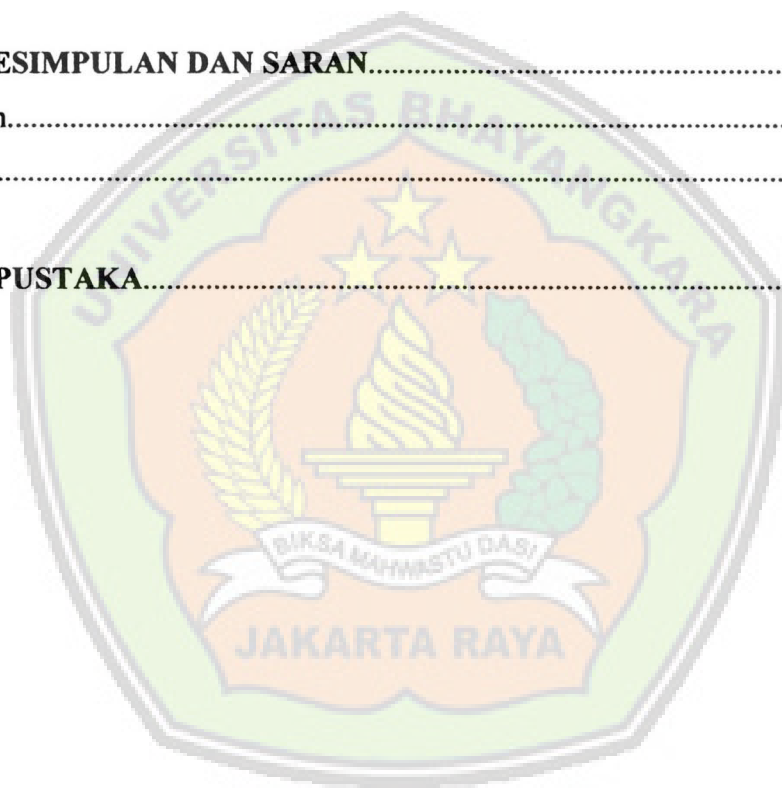 ESIMPULAN DAN SARAN........................................................
n........................................................................................
........................................................................................
PUSTAKA................................................................................
UNIVERSITAS BHAYANGKARA
BIKSA MAHWASTU DASI
JAKARTA RAYA